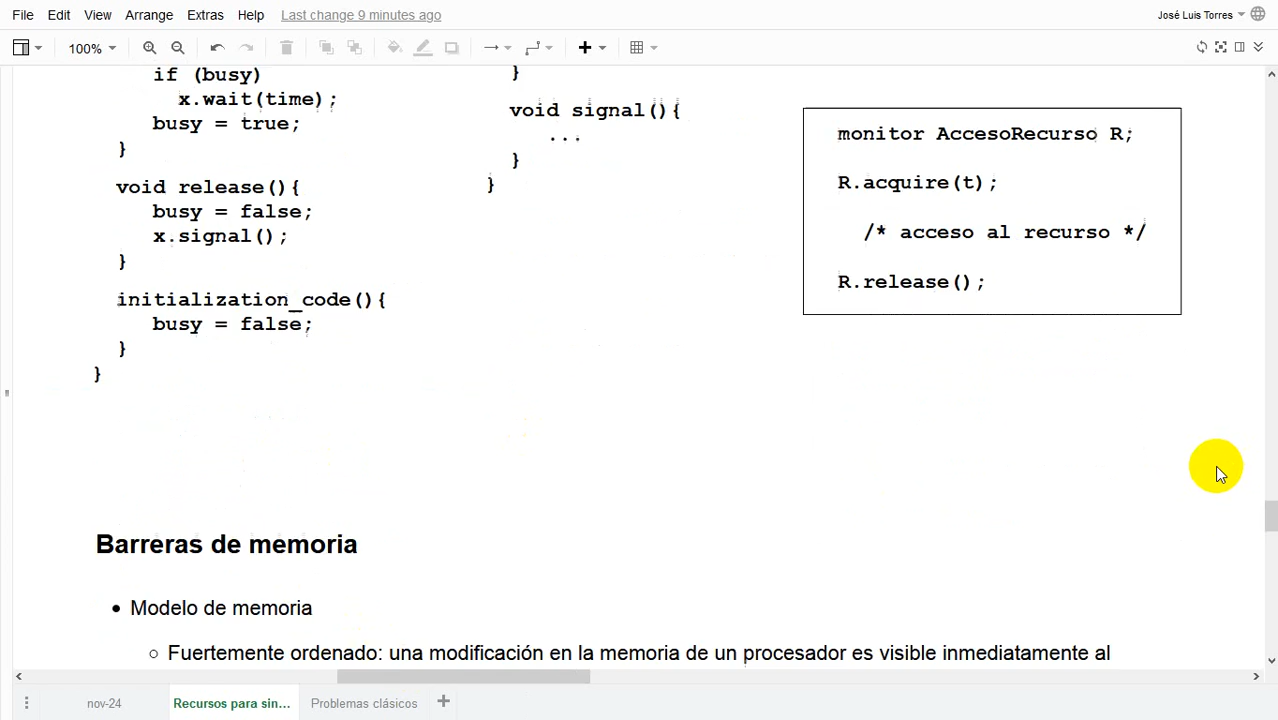 File Edit View Arrange Extras Help Last change 9 minutes ago José Luis Torres
100%
if (busy)
x.wait(time);
busy = true;
}
void release(){
busy = false;
x.signal();
}
initialization_code(){
busy = false;
}
}
}
void signal(){
...
}
}
monitor AccesoRecurso R;
R.acquire(t);
/* acceso al recurso */
R.release();
Barreras de memoria
• Modelo de memoria
○ Fuertemente ordenado: una modificación en la memoria de un procesador es visible inmediatamente al
nov-24 Recursos para sin... Problemas clásicos